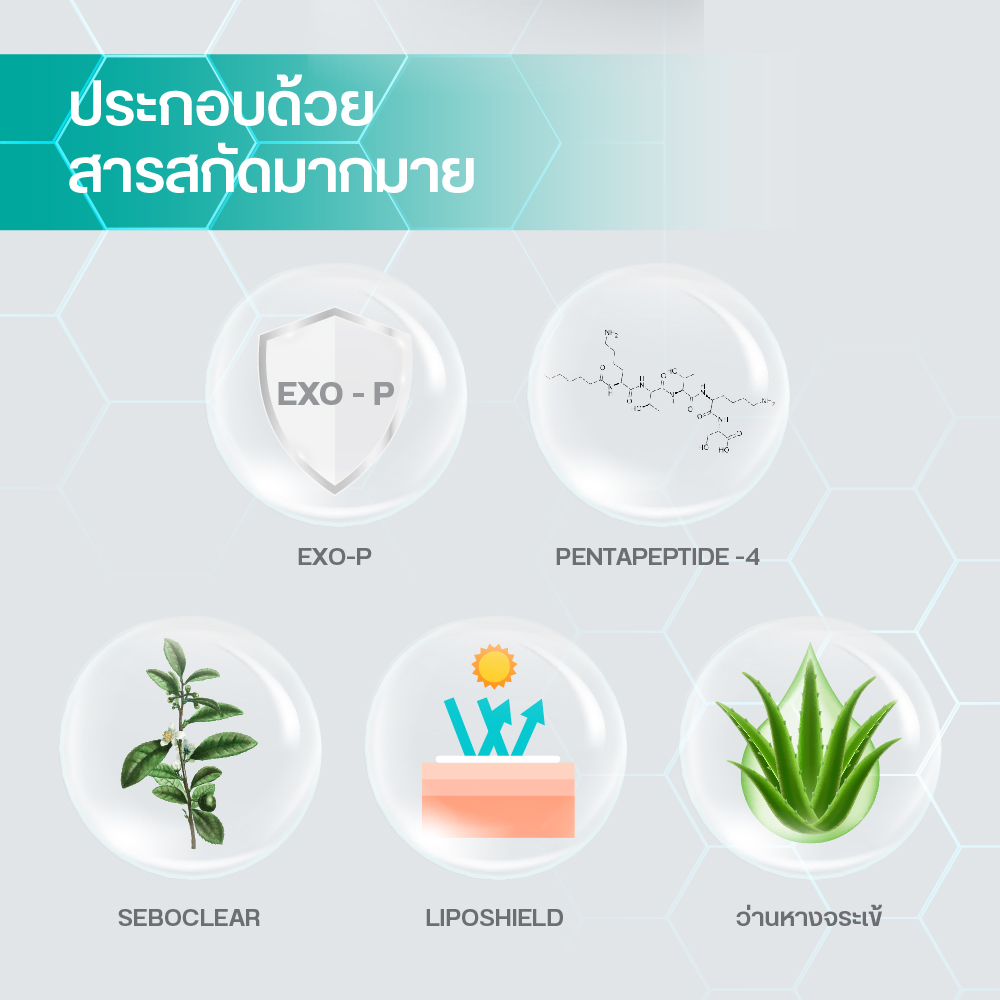 ประกอบด้วย
สารสกัดมากมาย
EXO - P
NH₂
EXO-P
PENTAPEPTIDE -4
SEBOCLEAR
LIPOSHIELD
ว่านหางจระเข้